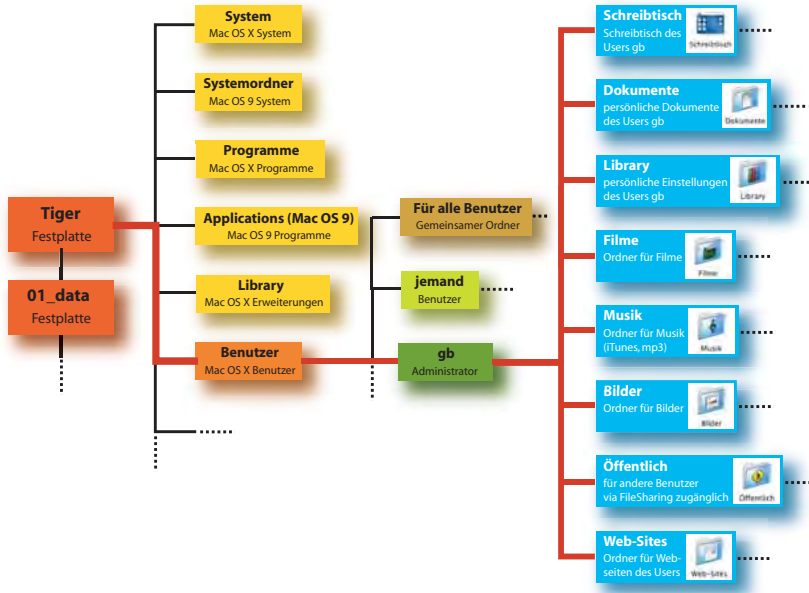 Tiger
Festplatte
01_data
Festplatte
System
Mac OS X System
Systemordner
Mac OS 9 System
Programme
Mac OS X Programme
Applications (Mac OS 9)
Mac OS 9 Programme
Library
Mac OS X Erweiterungen
Benutzer
Mac OS X Benutzer
Für alle Benutzer
Gemeinsamer Ordner
jemand
Benutzer
gb
Administrator
Schreibtisch
Schreibtisch des
Users gb
Schreibtisch
Dokumente
persönliche Dokumente
des Users gb
Dokumente
Library
persönliche Einstellungen
des Users gb
Library
Filme
Ordner für Filme
Filme
Musik
Ordner für Musik
(iTunes, mp3)
Musik
Bilder
Ordner für Bilder
Bilder
Öffentlich
für andere Benutzer
via FileSharing zugänglich
Öffentlich
Web-Sites
Ordner für Web-
seiten des Users
Web-Sites